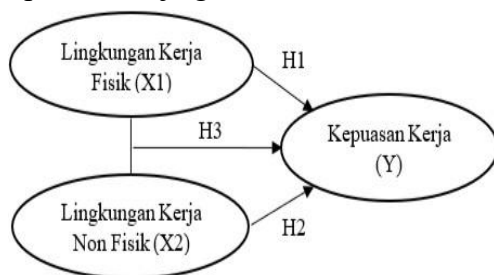 Lingkungan Kerja
Fisik (X1)
H1
H3
Kepuasan Kerja
(Y)
Lingkungan Kerja
Non Fisik (X2)
H2